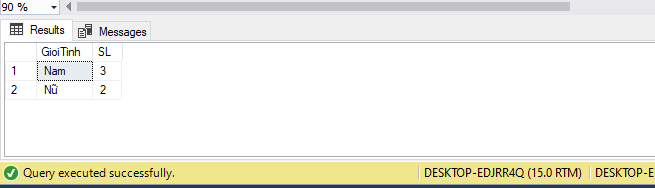 90 %
Results Messages
GioiTinh SL
1 Nam 3
2 Nữ 2
Query executed successfully. DESKTOP-EDJRR4Q (15.0 RTM) DESKTOP-E